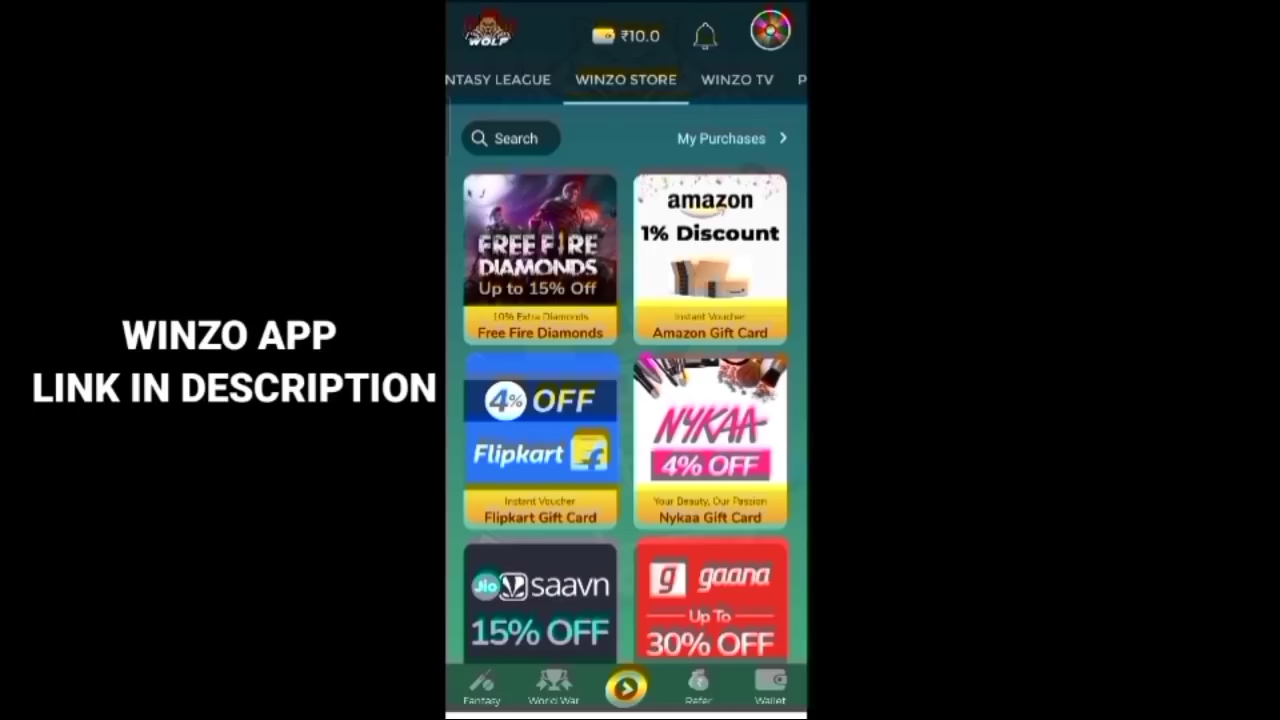 WOLF
₹10.0
NTASY LEAGUE WINZO STORE WINZO TV P
Search
My Purchases
FREE FIRE
DIAMONDS
Up to 15% Off
10% Extra Diamonds
Free Fire Diamonds
amazon
1% Discount
Instant Voucher
Amazon Gift Card
WINZO APP
LINK IN DESCRIPTION
4% OFF
Flipkart
Instant Voucher
Flipkart Gift Card
NYKAA
4% OFF
Your Beauty, Our Passion
Nykaa Gift Card
Jio saavn
15% OFF
g gaana
Up To
30% OFF
Fantasy World War Refer Wallet